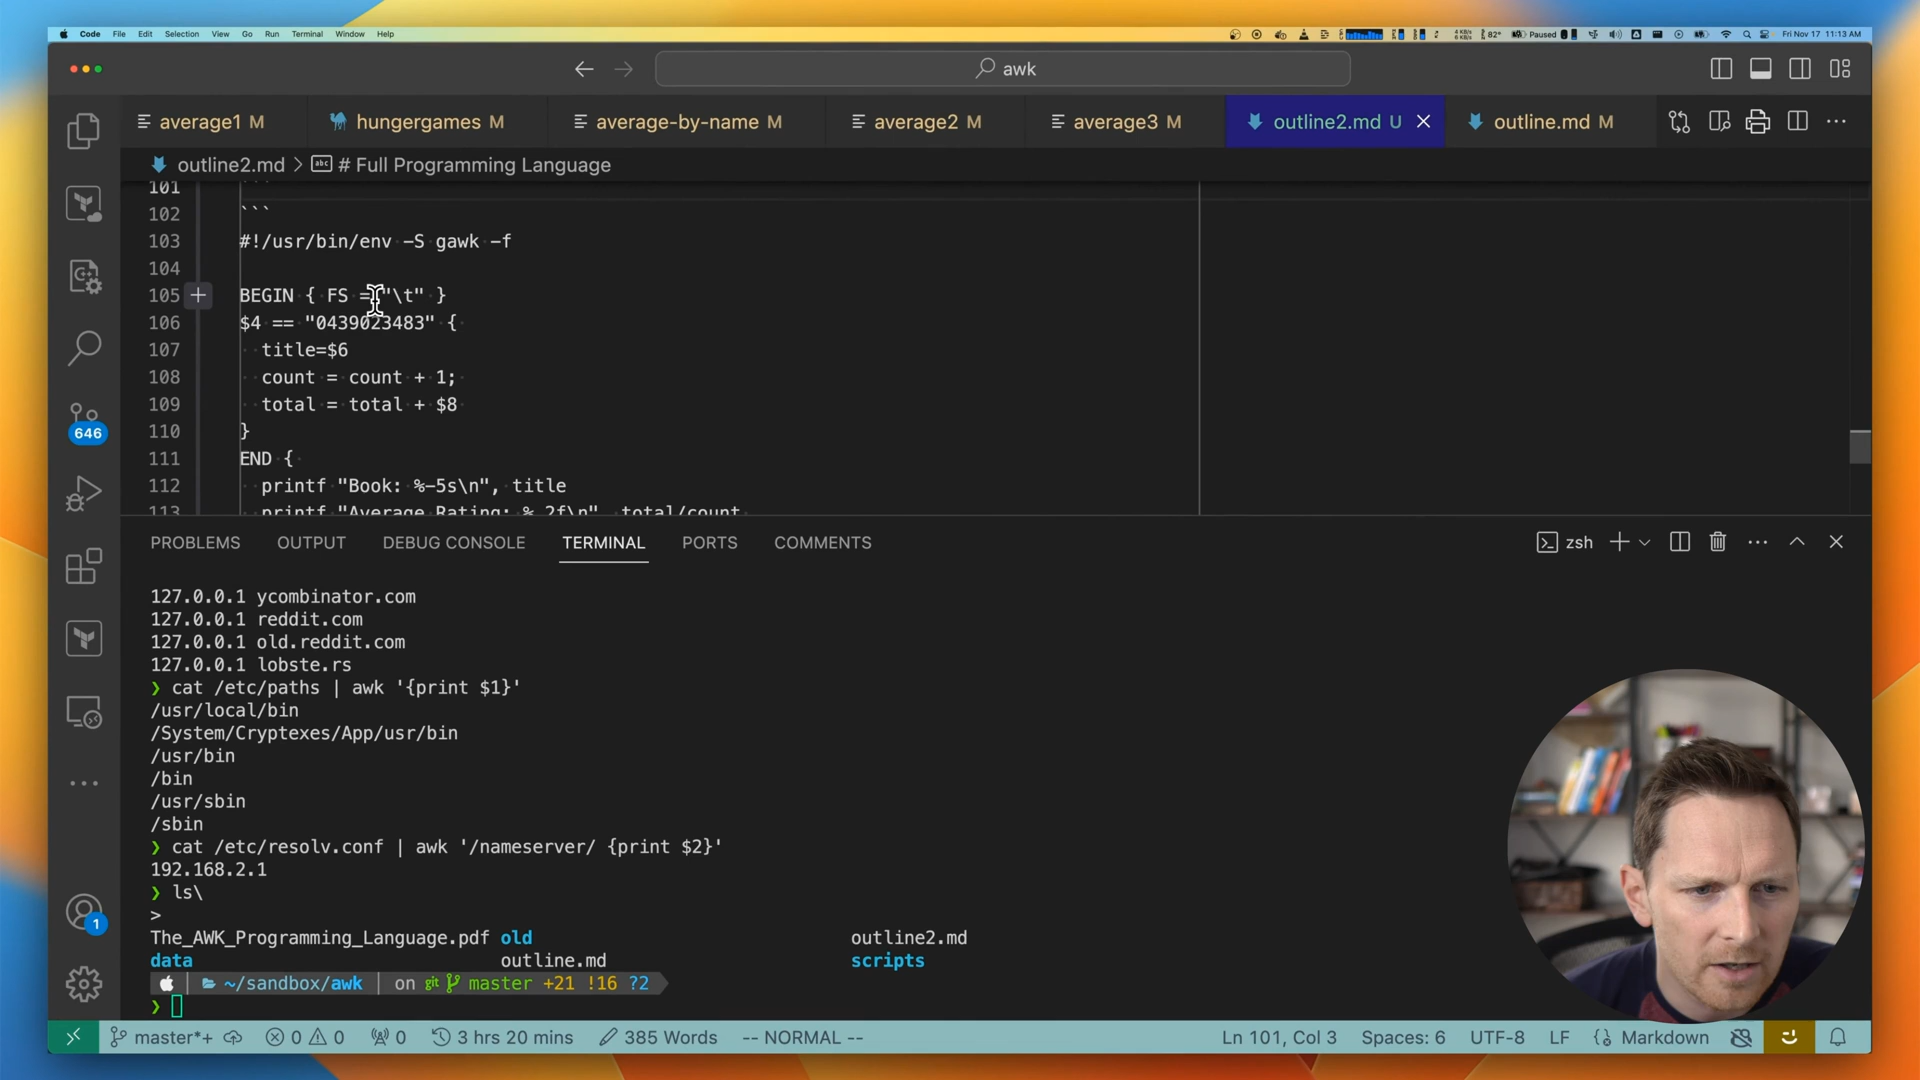 Code File Edit Selection View Go Run Terminal Window Help
82° Paused Fri Nov 17 11:13 AM
awk
average1 M hungergames M average-by-name M average2 M average3 M outline2.md U outline.md M
outline2.md > abc # Full Programming Language
101 ```
102 ```
103 #!/usr/bin/env -S gawk -f
104
105 BEGIN { FS = "\t" }
106 $4 == "0439023483" {
107 title=$6
108 count = count + 1;
109 total = total + $8
110 }
111 END {
112 printf "Book: %-5s\n", title
113 printf "Average Rating: %.2f\n", total/count
646
PROBLEMS OUTPUT DEBUG CONSOLE TERMINAL PORTS COMMENTS zsh
127.0.0.1 ycombinator.com
127.0.0.1 reddit.com
127.0.0.1 old.reddit.com
127.0.0.1 lobste.rs
❯ cat /etc/paths | awk '{print $1}'
/usr/local/bin
/System/Cryptexes/App/usr/bin
/usr/bin
/bin
/usr/sbin
/sbin
❯ cat /etc/resolv.conf | awk '/nameserver/ {print $2}'
192.168.2.1
❯ ls\
>
The_AWK_Programming_Language.pdf old outline2.md
data outline.md scripts
~/sandbox/awk on git master +21 !16 ?2
❯
1
master*+ 0 0 0 3 hrs 20 mins 385 Words -- NORMAL -- Ln 101, Col 3 Spaces: 6 UTF-8 LF Markdown